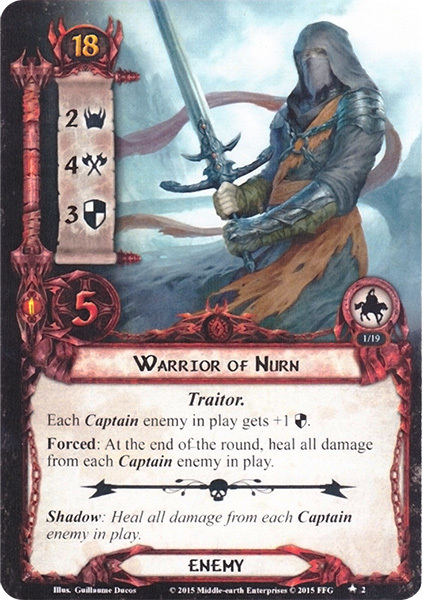 18
2
4
3
5
1/19
Warrior of Nurn
Traitor.
Each Captain enemy in play gets +1 .
Forced: At the end of the round, heal all damage
from each Captain enemy in play.
Shadow: Heal all damage from each Captain
enemy in play.
ENEMY
Illus. Guillaume Ducos © 2015 Middle-earth Enterprises © 2015 FFG 2